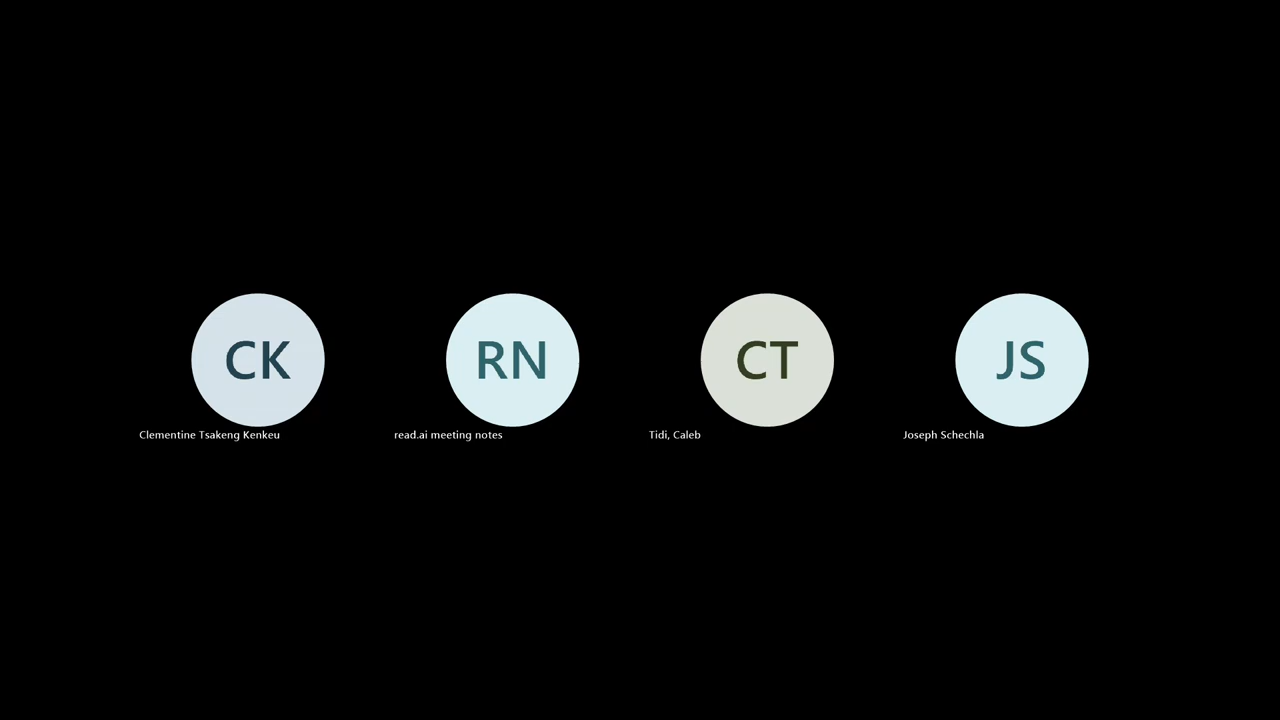 CK
RN
CT
JS
Clementine Tsakeng Kenkeu
read.ai meeting notes
Tidi, Caleb
Joseph Schechla